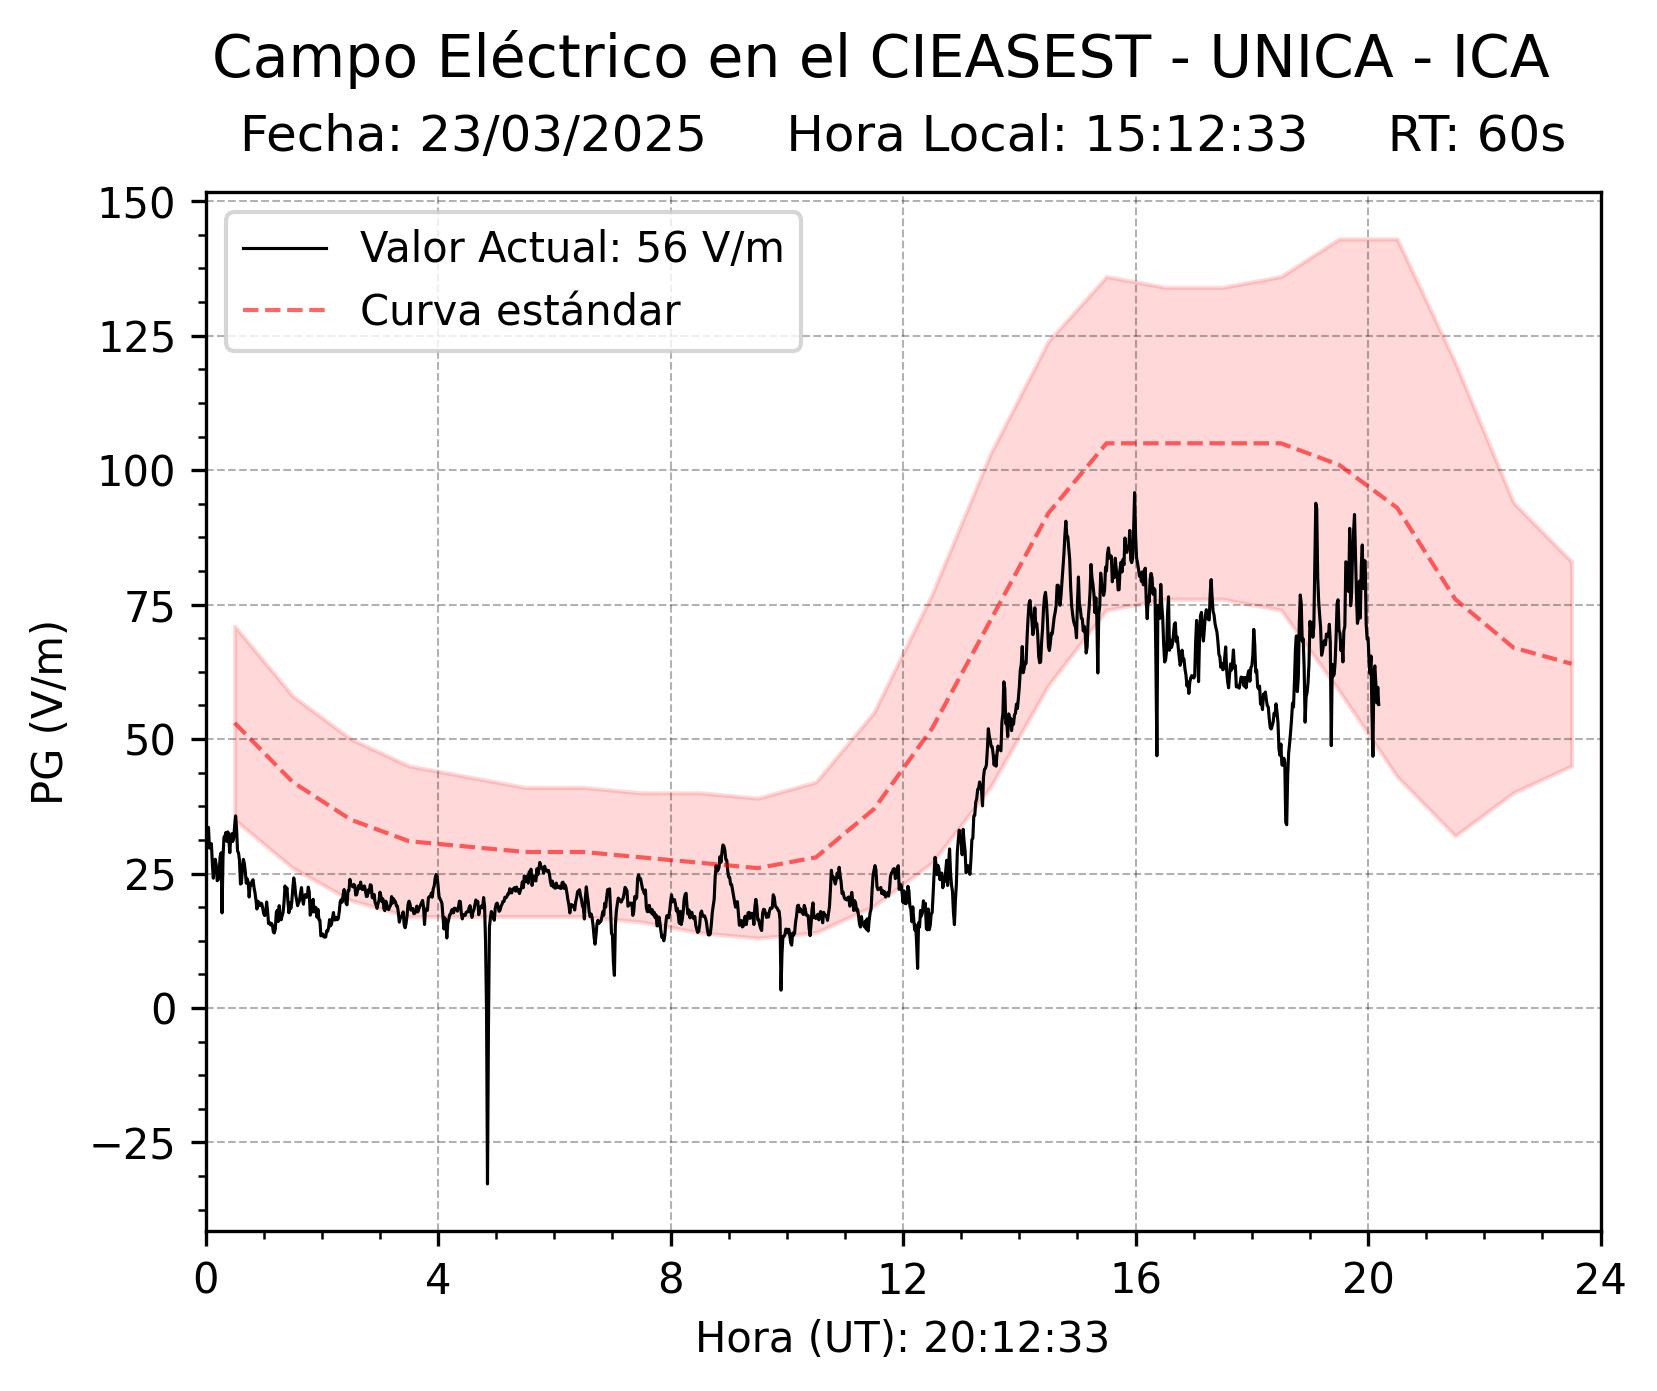 Campo Eléctrico en el CIEASEST - UNICA - ICA
Fecha: 23/03/2025 Hora Local: 15:12:33 RT: 60s
Valor Actual: 56 V/m
Curva estándar
150
125
100
75
50
25
0
−25
PG (V/m)
0 4 8 12 16 20 24
Hora (UT): 20:12:33